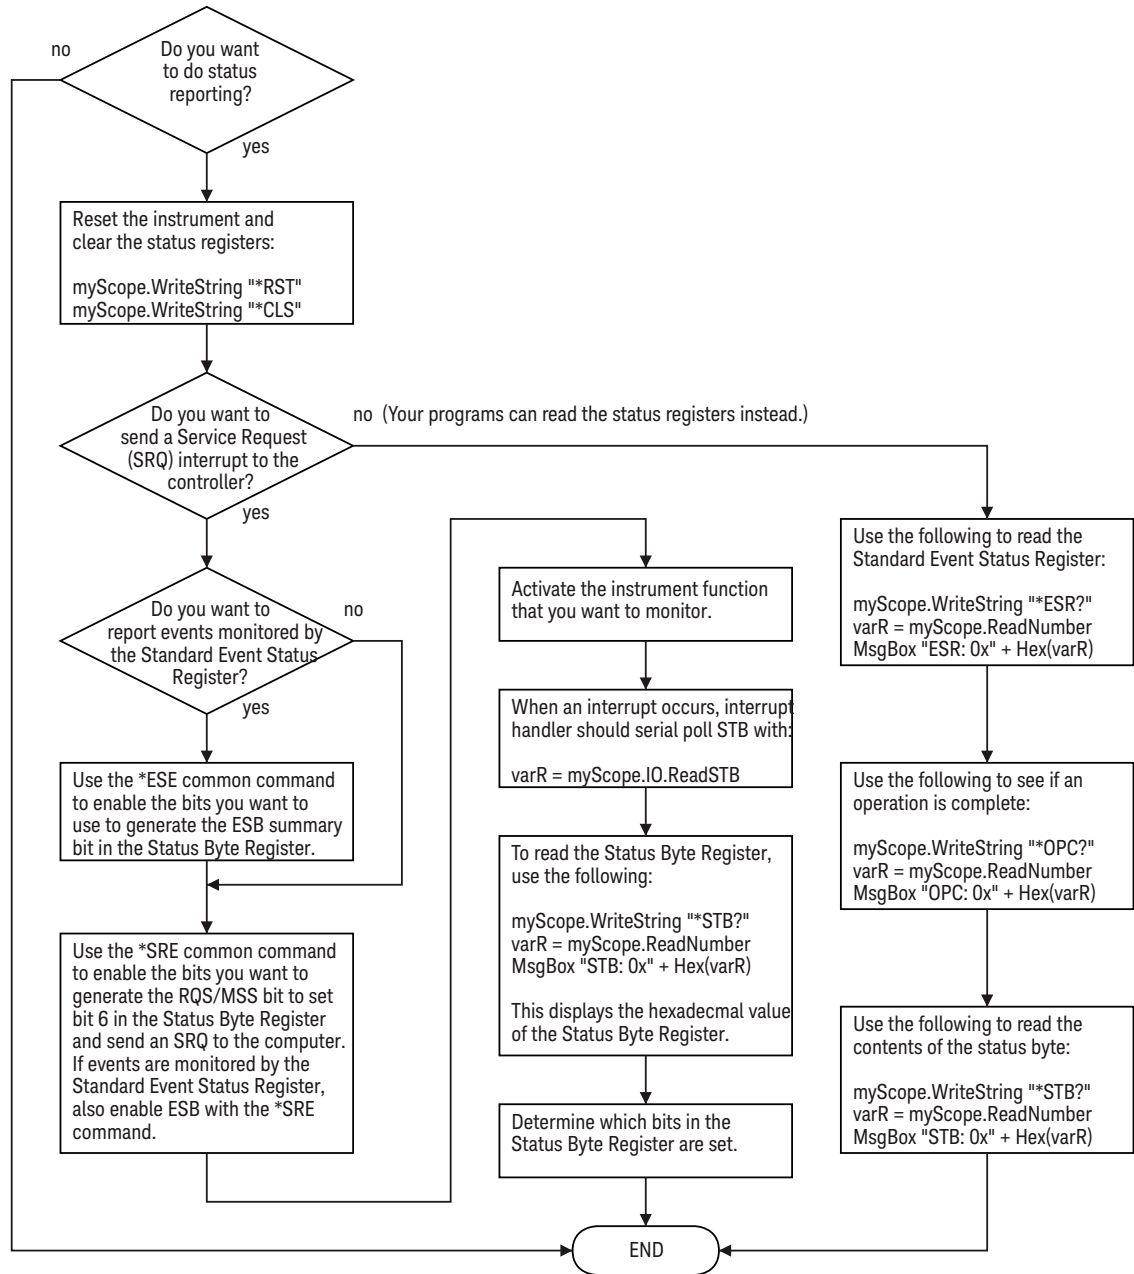 Do you want
to do status
reporting?
no
yes
Reset the instrument and
clear the status registers:
myScope.WriteString "*RST"
myScope.WriteString "*CLS"
Do you want to
send a Service Request
(SRQ) interrupt to the
controller?
no (Your programs can read the status registers instead.)
yes
Do you want to
report events monitored by
the Standard Event Status
Register?
no
yes
Use the *ESE common command
to enable the bits you want to
use to generate the ESB summary
bit in the Status Byte Register.
Use the *SRE common command
to enable the bits you want to
generate the RQS/MSS bit to set
bit 6 in the Status Byte Register
and send an SRQ to the computer.
If events are monitored by the
Standard Event Status Register,
also enable ESB with the *SRE
command.
Activate the instrument function
that you want to monitor.
When an interrupt occurs, interrupt
handler should serial poll STB with:
varR = myScope.IO.ReadSTB
To read the Status Byte Register,
use the following:
myScope.WriteString "*STB?"
varR = myScope.ReadNumber
MsgBox "STB: 0x" + Hex(varR)
This displays the hexadecmal value
of the Status Byte Register.
Determine which bits in the
Status Byte Register are set.
Use the following to read the
Standard Event Status Register:
myScope.WriteString "*ESR?"
varR = myScope.ReadNumber
MsgBox "ESR: 0x" + Hex(varR)
Use the following to see if an
operation is complete:
myScope.WriteString "*OPC?"
varR = myScope.ReadNumber
MsgBox "OPC: 0x" + Hex(varR)
Use the following to read the
contents of the status byte:
myScope.WriteString "*STB?"
varR = myScope.ReadNumber
MsgBox "STB: 0x" + Hex(varR)
END